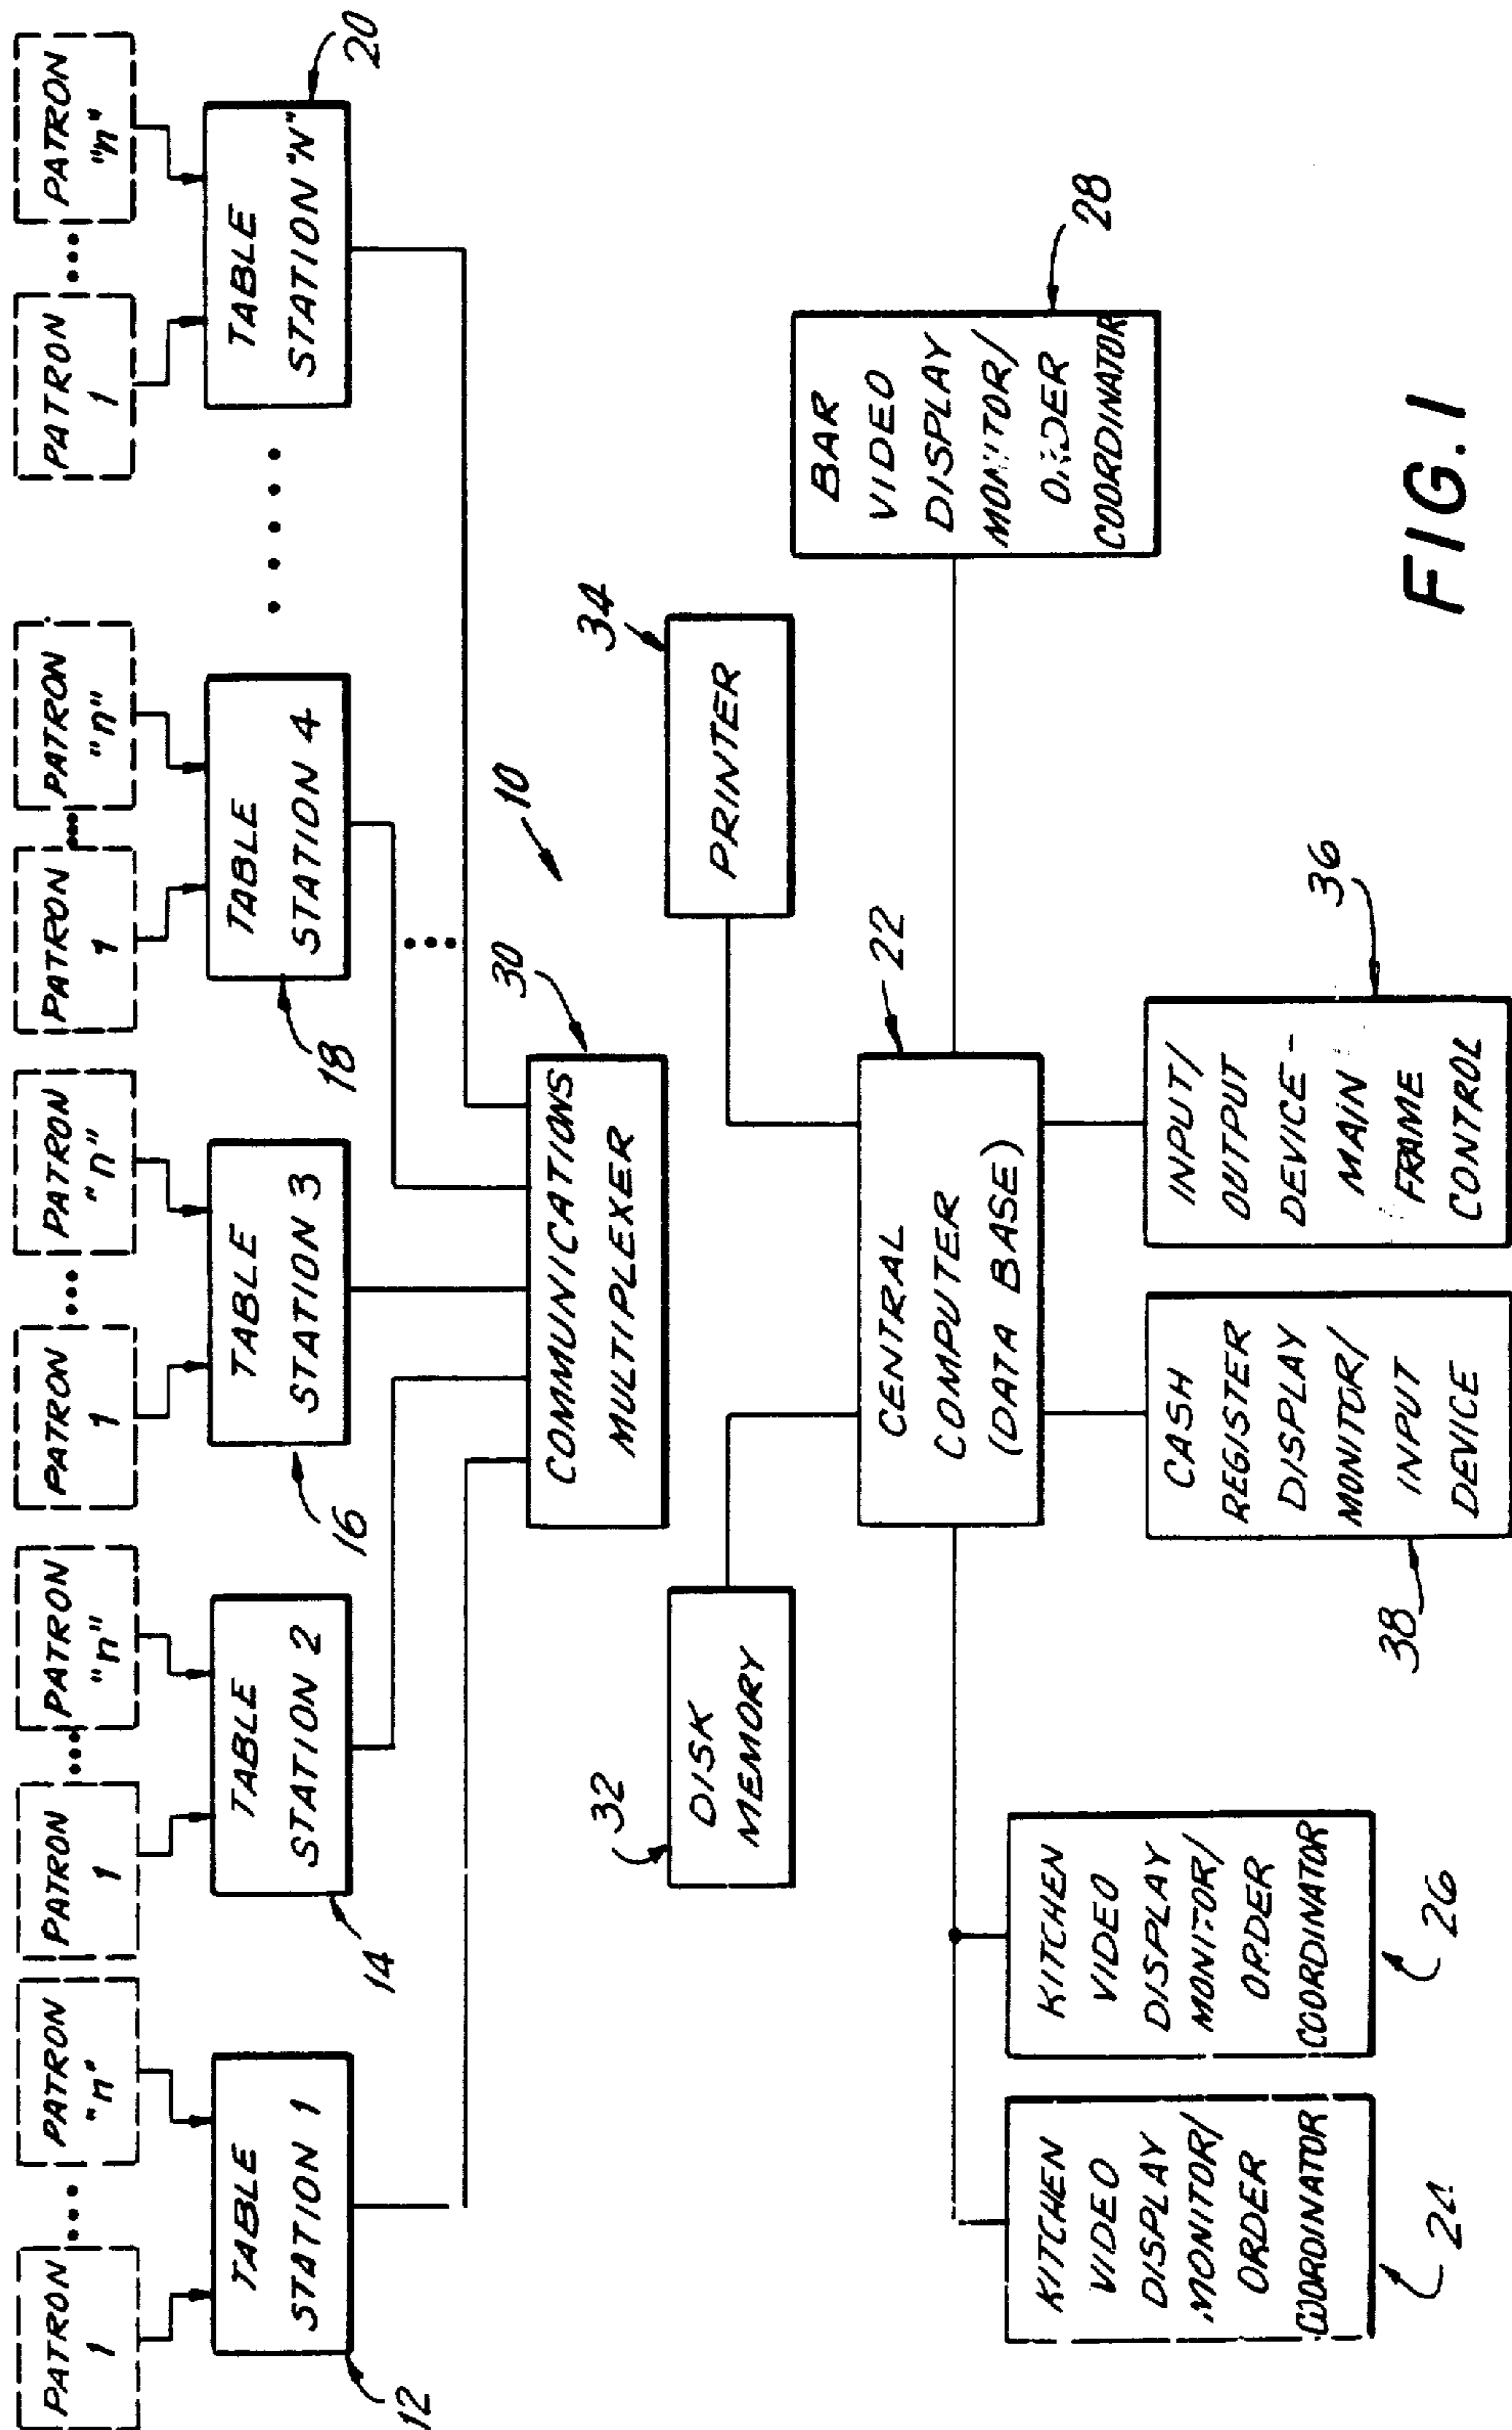 PATRON
1
PATRON
"n"
PATRON
1
PATRON
"n"
PATRON
1
PATRON
"n"
PATRON
1
PATRON
"n"
PATRON
1
PATRON
"n"
TABLE
STATION 1
TABLE
STATION 2
TABLE
STATION 3
TABLE
STATION 4
TABLE
STATION "N"
12
14
16
18
20
COMMUNICATIONS
MULTIPLEXER
30
10
32
DISK
MEMORY
34
PRINTER
CENTRAL
COMPUTER
(DATA BASE)
22
BAR
VIDEO
DISPLAY
MONITOR/
ORDER
COORDINATOR
28
KITCHEN
VIDEO
DISPLAY
MONITOR/
ORDER
COORDINATOR
24
KITCHEN
VIDEO
DISPLAY
MONITOR/
ORDER
COORDINATOR
26
CASH
REGISTER
DISPLAY
MONITOR/
INPUT
DEVICE
38
INPUT/
OUTPUT
DEVICE-
MAIN
FRAME
CONTROL
36
FIG. 1